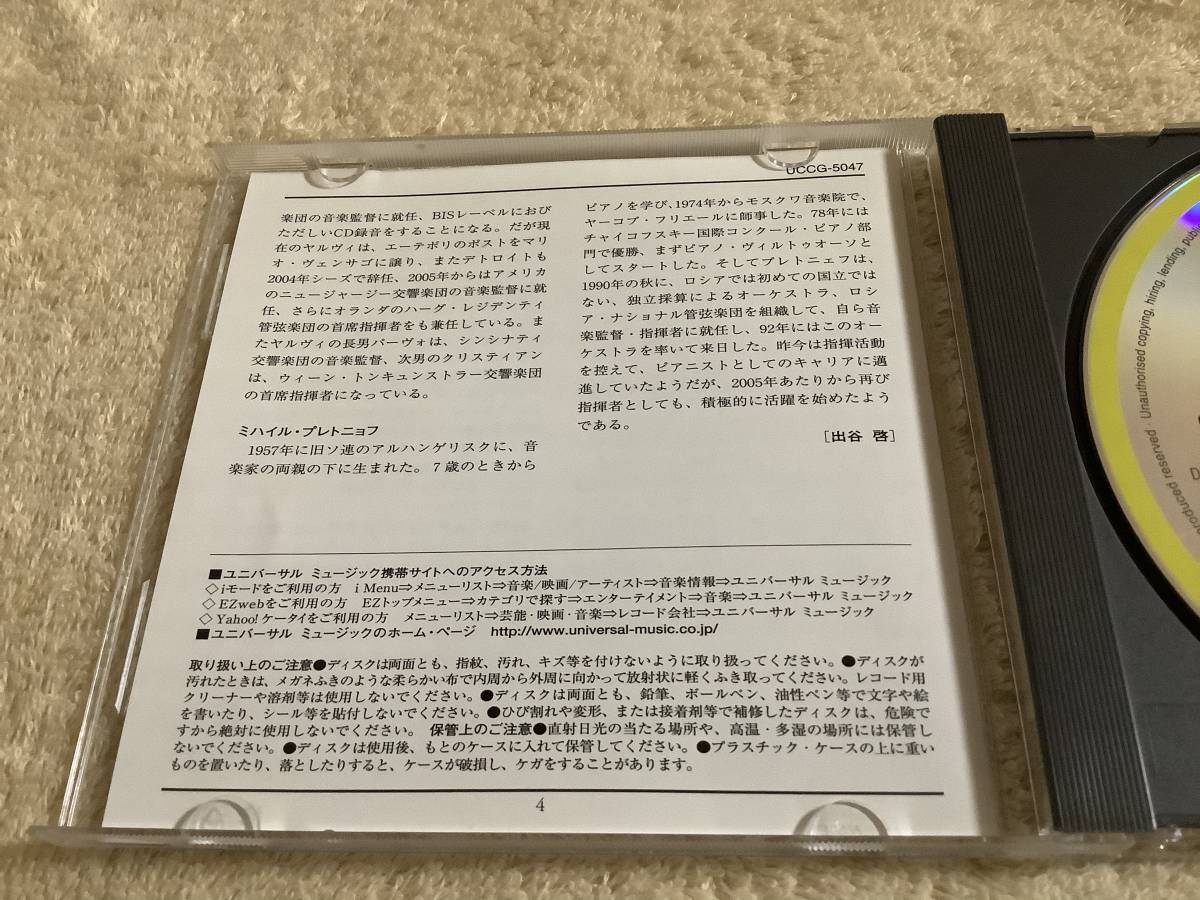 UCCG-5047
楽団の音楽監督に就任、BISレーベルにおび
ただしいCD録音をすることになる。だが現
在のヤルヴィは、エーテボリのポストをマリ
オ・ヴェンサゴに譲り、またデトロイトも
2004年シーズで辞任、2005年からはアメリカ
のニュージャージー交響楽団の音楽監督に就
任、さらにオランダのハーグ・レジデンティ
管弦楽団の首席指揮者をも兼任している。ま
たヤルヴィの長男パーヴォは、シンシナティ
交響楽団の音楽監督、次男のクリスティアン
は、ウィーン・トンキュンストラー交響楽団
の首席指揮者になっている。
ミハイル・プレトニョフ
1957年に旧ソ連のアルハンゲリスクに、音
楽家の両親の下に生まれた。7歳のときから
ピアノを学び、1974年からモスクワ音楽院で、
ヤーコブ・フリエールに師事した。78年には
チャイコフスキー国際コンクール・ピアノ部
門で優勝、まずピアノ・ヴィルトゥオーソと
してスタートした。そしてプレトニェフは、
1990年の秋に、ロシアでは初めての国立では
ない、独立採算によるオーケストラ、ロシ
ア・ナショナル管弦楽団を組織して、自ら音
楽監督・指揮者に就任し、92年にはこのオー
ケストラを率いて来日した。昨今は指揮活動
を控えて、ピアニストとしてのキャリアに邁
進していたようだが、2005年あたりから再び
指揮者としても、積極的に活躍を始めたよう
である。
[出谷 啓]
■ユニバーサル ミュージック携帯サイトへのアクセス方法
◇iモードをご利用の方 i Menu⇒メニューリスト⇒音楽/映画/アーティスト⇒音楽情報⇒ユニバーサル ミュージック
◇EZwebをご利用の方 EZトップメニュー⇒カテゴリで探す⇒エンターテイメント⇒音楽⇒ユニバーサル ミュージック
◇Yahoo!ケータイをご利用の方 メニューリスト⇒芸能・映画・音楽⇒レコード会社⇒ユニバーサル ミュージック
■ユニバーサル ミュージックのホーム・ページ http://www.universal-music.co.jp/
取り扱い上のご注意●ディスクは両面とも、指紋、汚れ、キズ等を付けないように取り扱ってください。●ディスクが
汚れたときは、メガネふきのような柔らかい布で内周から外周に向かって放射状に軽くふき取ってください。レコード用
クリーナーや溶剤等は使用しないでください。●ディスクは両面とも、鉛筆、ボールペン、油性ペン等で文字や絵
を書いたり、シール等を貼付しないでください。●ひび割れや変形、または接着剤等で補修したディスクは、危険で
すから絶対に使用しないでください。 保管上のご注意●直射日光の当たる場所や、高温・多湿の場所には保管し
ないでください。●ディスクは使用後、もとのケースに入れて保管してください。●プラスチック・ケースの上に重い
ものを置いたり、落としたりすると、ケースが破損し、ケガをすることがあります。
4
reserved · Unauthorised copying, hiring, lending,